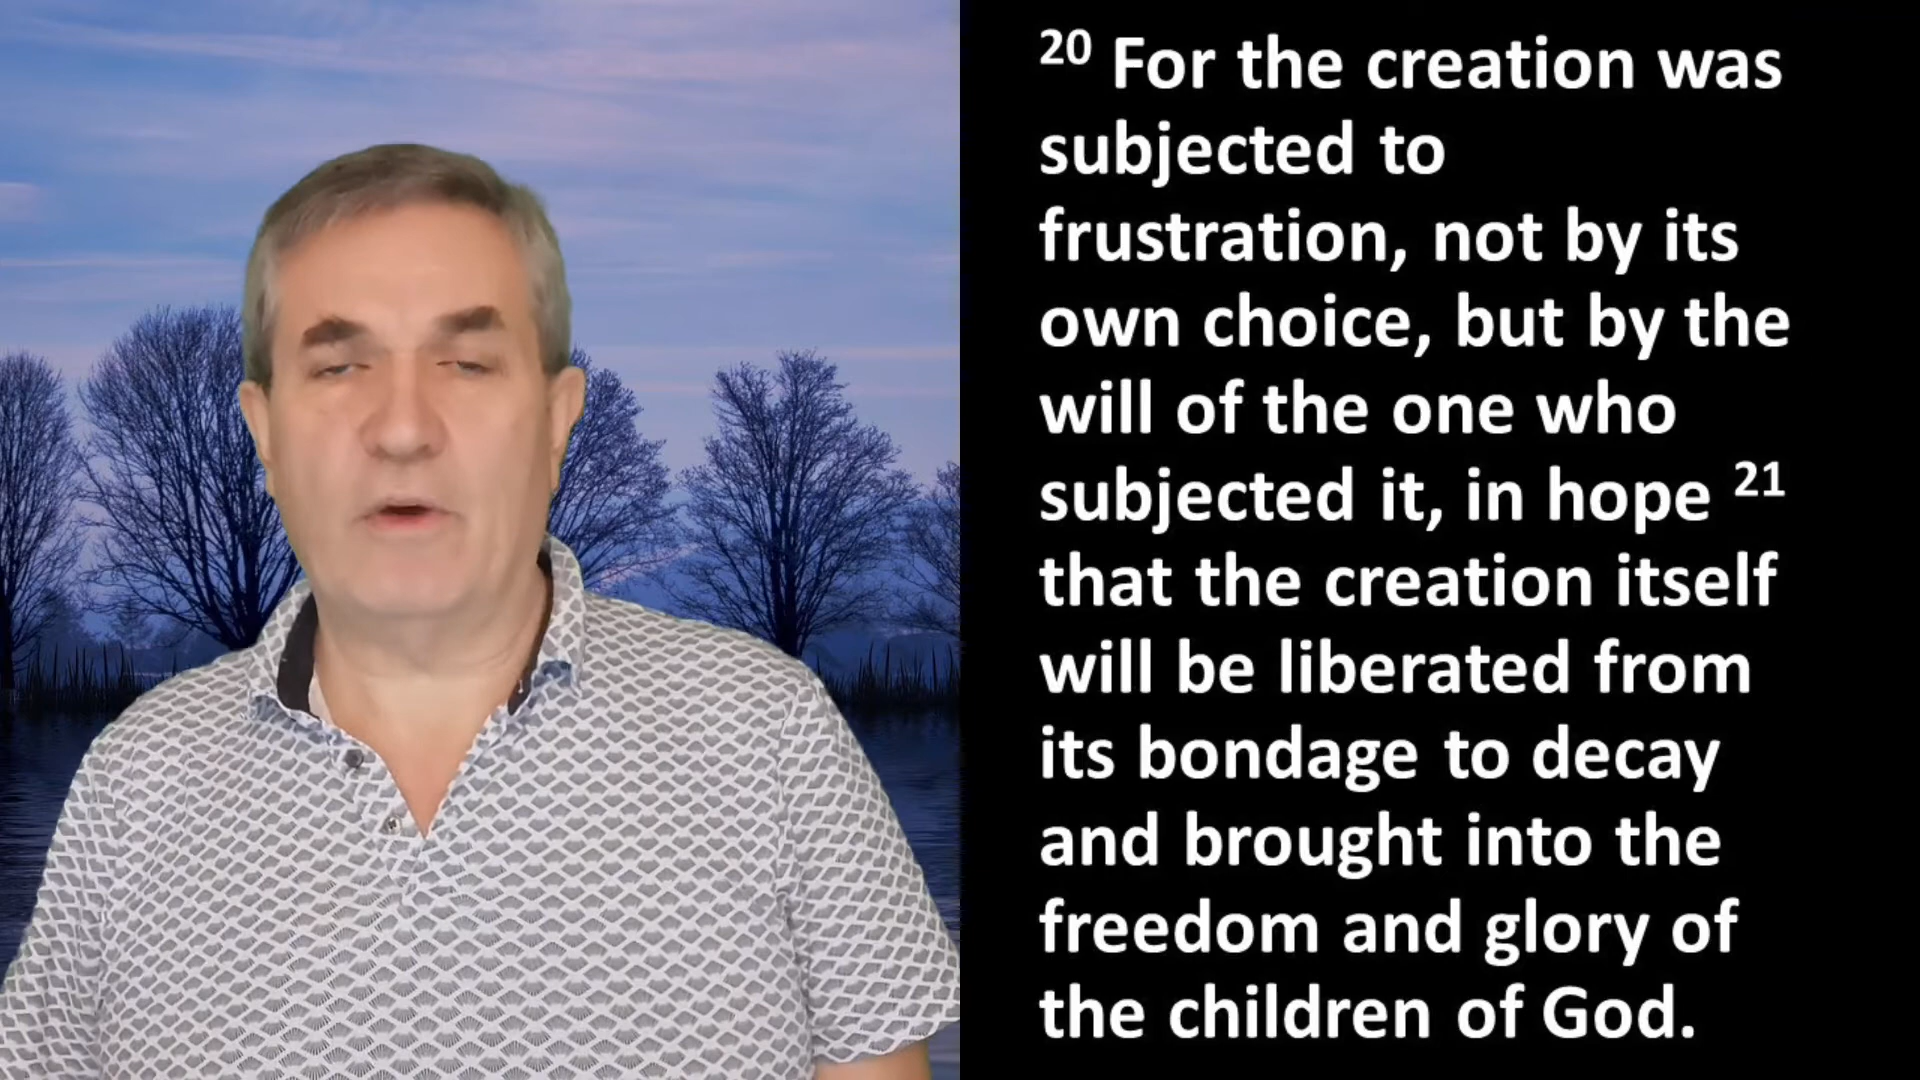 20 For the creation was
subjected to
frustration, not by its
own choice, but by the
will of the one who
subjected it, in hope 21
that the creation itself
will be liberated from
its bondage to decay
and brought into the
freedom and glory of
the children of God.